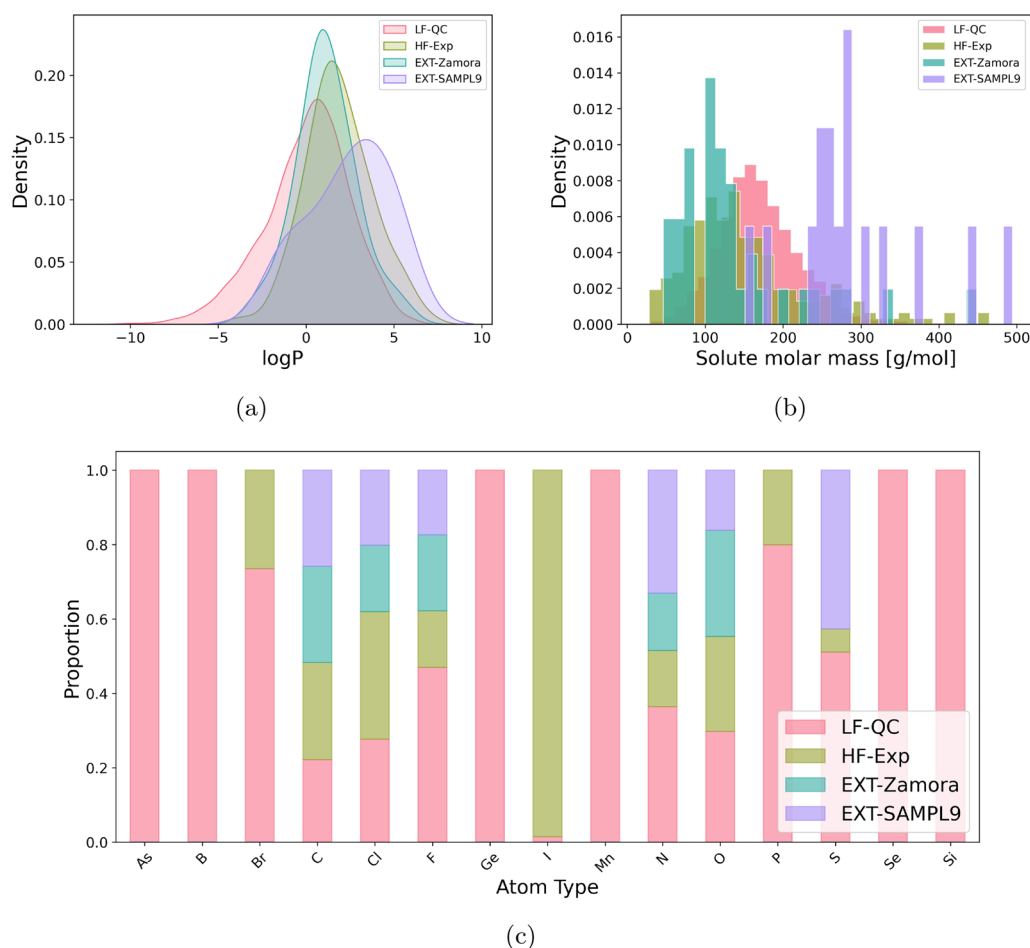 LF-QC
HF-Exp
EXT-Zamora
EXT-SAMPL9
0.20
0.15
0.10
0.05
0.00
Density
−10
−5
0
5
10
logP
(a)
LF-QC
HF-Exp
EXT-Zamora
EXT-SAMPL9
0.016
0.014
0.012
0.010
0.008
0.006
0.004
0.002
0.000
Density
0
100
200
300
400
500
Solute molar mass [g/mol]
(b)
1.0
0.8
0.6
0.4
0.2
0.0
Proportion
LF-QC
HF-Exp
EXT-Zamora
EXT-SAMPL9
As
B
Br
C
Cl
F
Ge
I
Mn
N
O
P
S
Se
Si
Atom Type
(c)